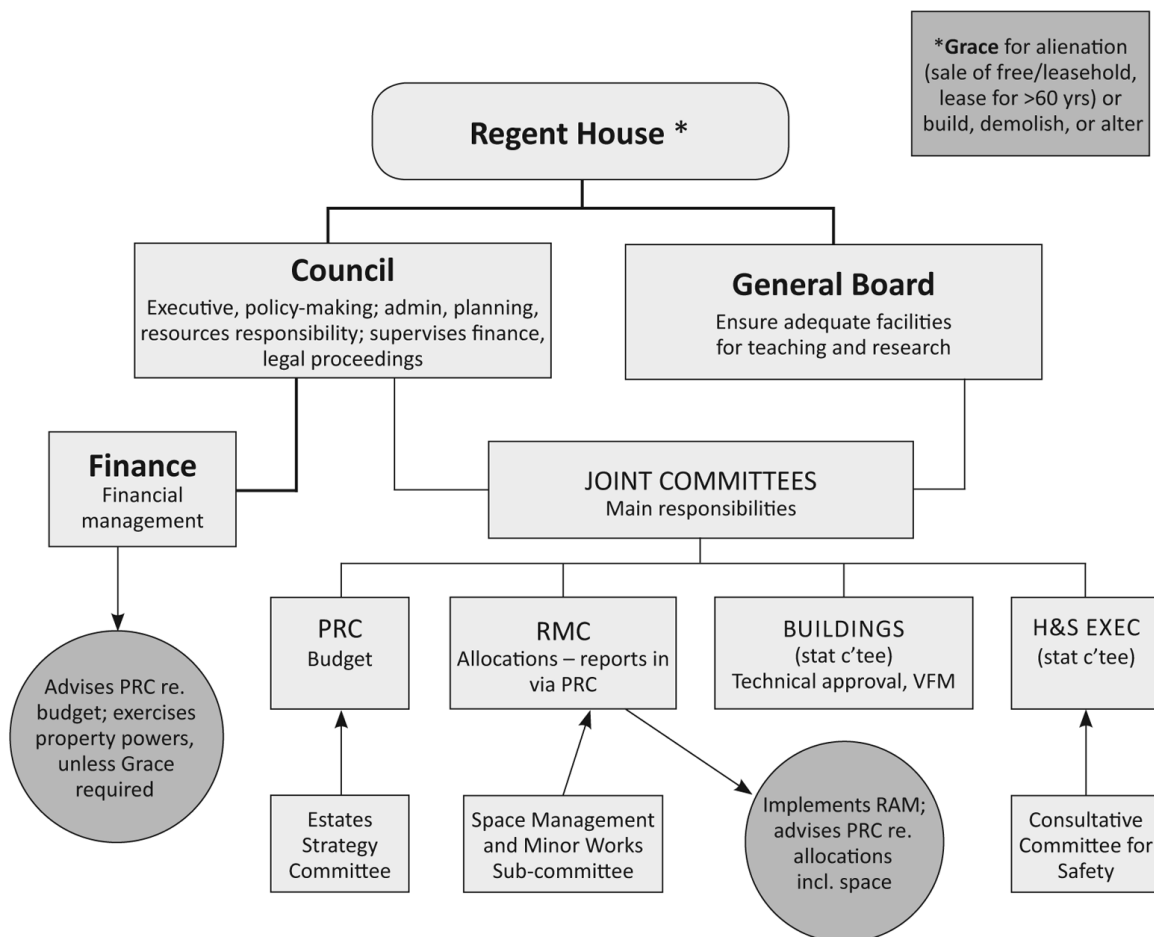 *Grace for alienation
(sale of free/leasehold,
lease for >60 yrs) or
build, demolish, or alter
Regent House *
Council
Executive, policy-making; admin, planning,
resources responsibility; supervises finance,
legal proceedings
General Board
Ensure adequate facilities
for teaching and research
Finance
Financial
management
JOINT COMMITTEES
Main responsibilities
PRC
Budget
RMC
Allocations – reports in
via PRC
BUILDINGS
(stat c’tee)
Technical approval, VFM
H&S EXEC
(stat c’tee)
Advises PRC re.
budget; exercises
property powers,
unless Grace
required
Estates
Strategy
Committee
Space Management
and Minor Works
Sub-committee
Implements RAM;
advises PRC re.
allocations
incl. space
Consultative
Committee for
Safety